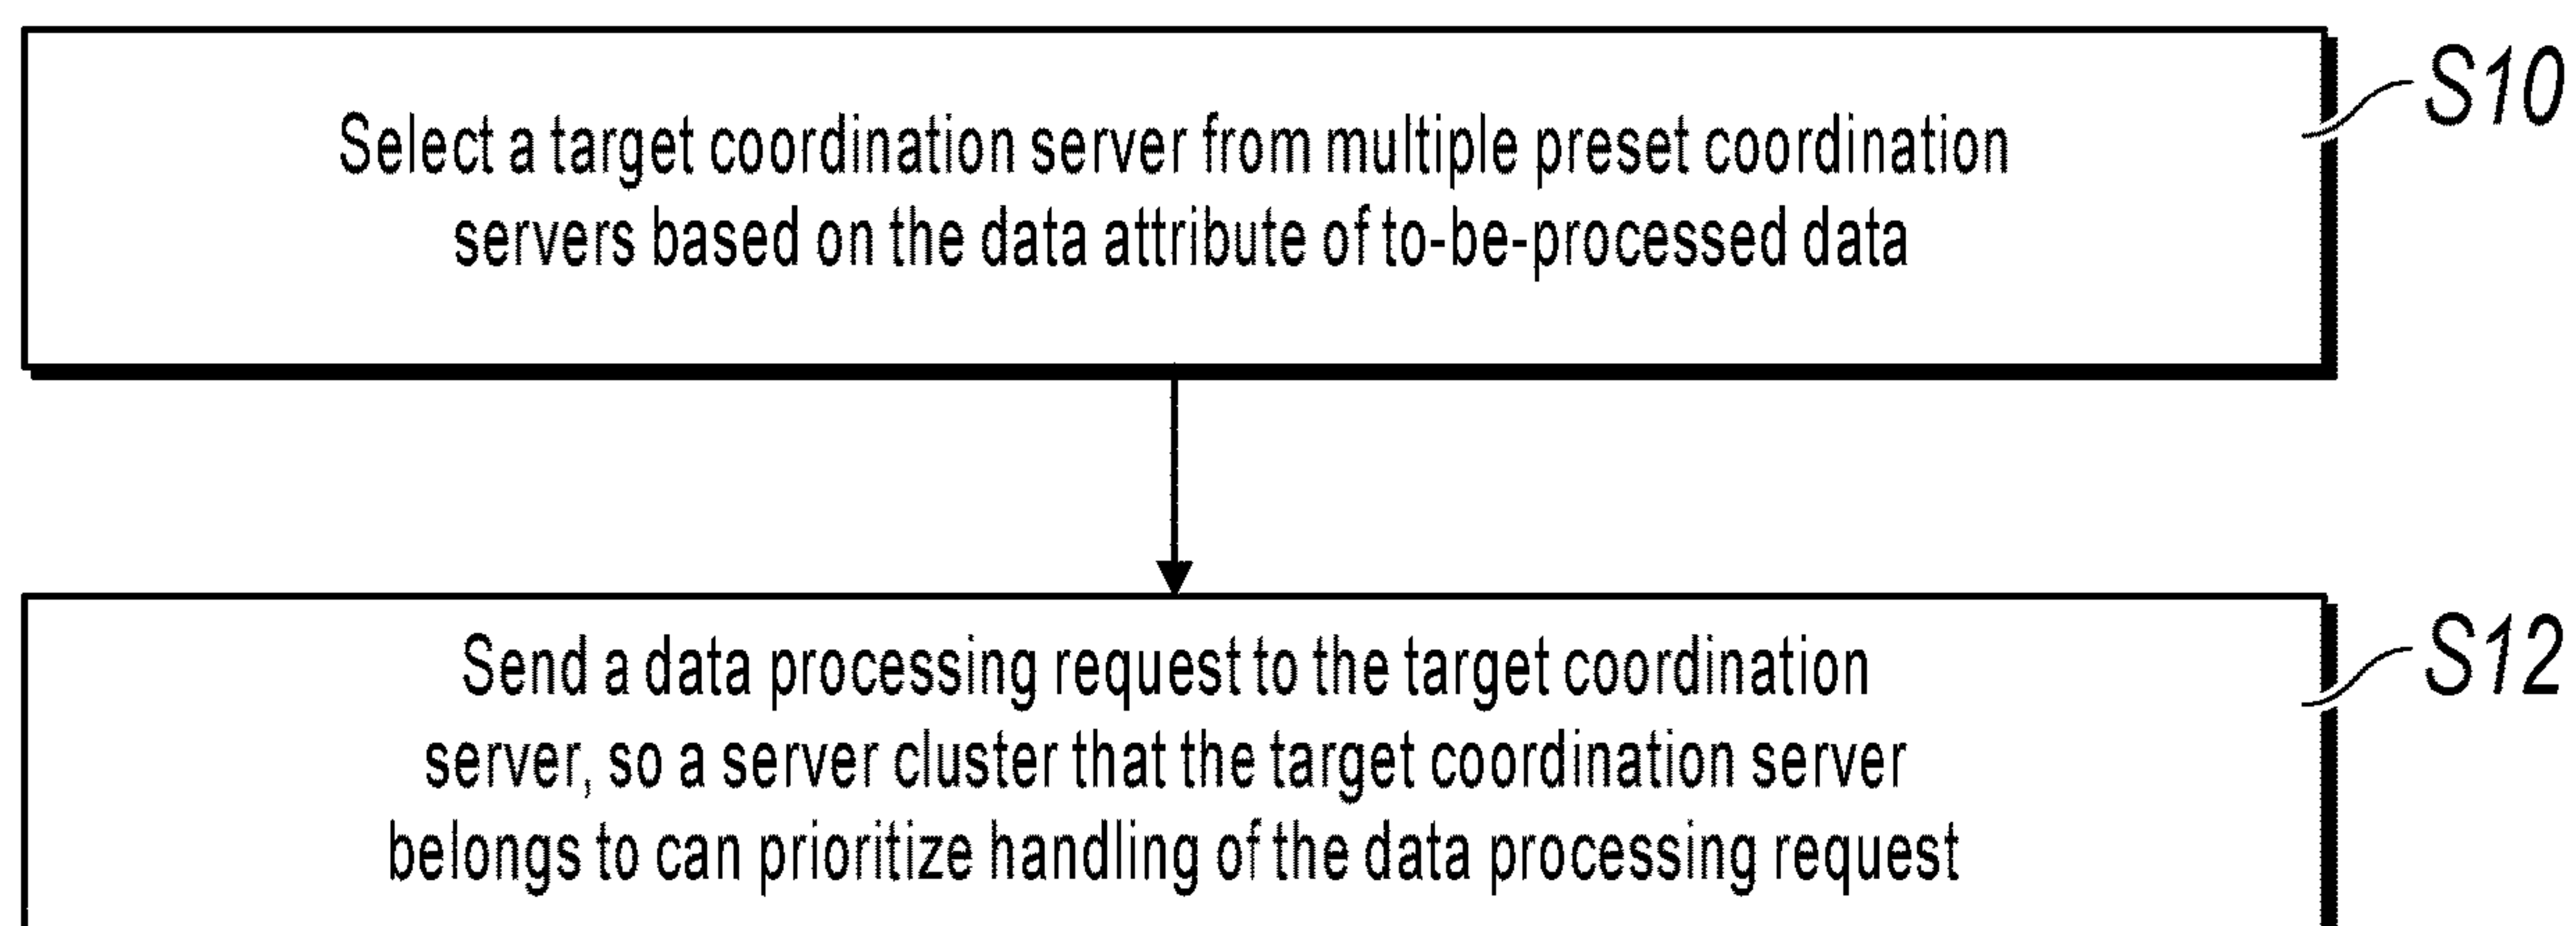 Select a target coordination server from multiple preset coordination
servers based on the data attribute of to-be-processed data
S10
Send a data processing request to the target coordination
server, so a server cluster that the target coordination server
belongs to can prioritize handling of the data processing request
S12